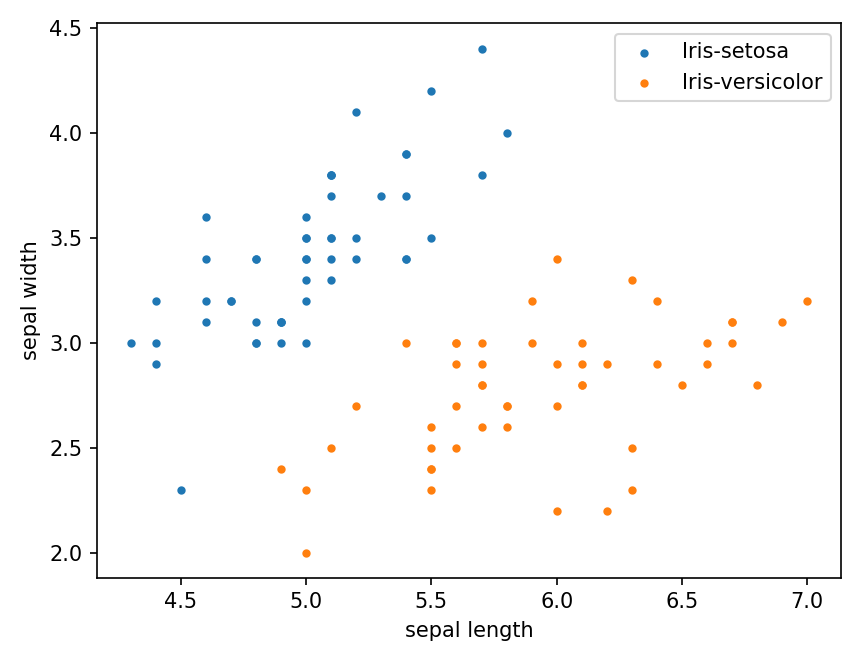 4.5
4.0
3.5
3.0
2.5
2.0
sepal width
Iris-setosa
Iris-versicolor
4.5 5.0 5.5 6.0 6.5 7.0
sepal length